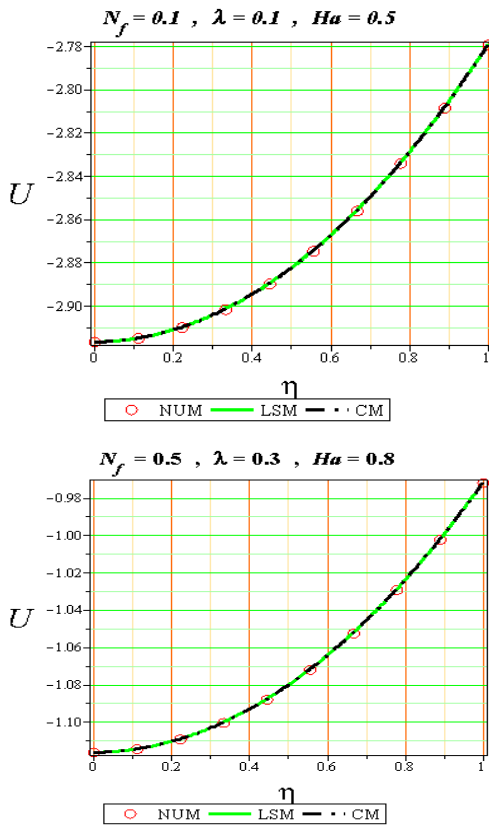 N_f = 0.1 , λ = 0.1 , Ha = 0.5
-2.78
-2.80
-2.82
-2.84
U
-2.86
-2.88
-2.90
0 0.2 0.4 0.6 0.8 1
η
NUM LSM CM
N_f = 0.5 , λ = 0.3 , Ha = 0.8
-0.98
-1.00
-1.02
-1.04
U
-1.06
-1.08
-1.10
0 0.2 0.4 0.6 0.8 1
η
NUM LSM CM